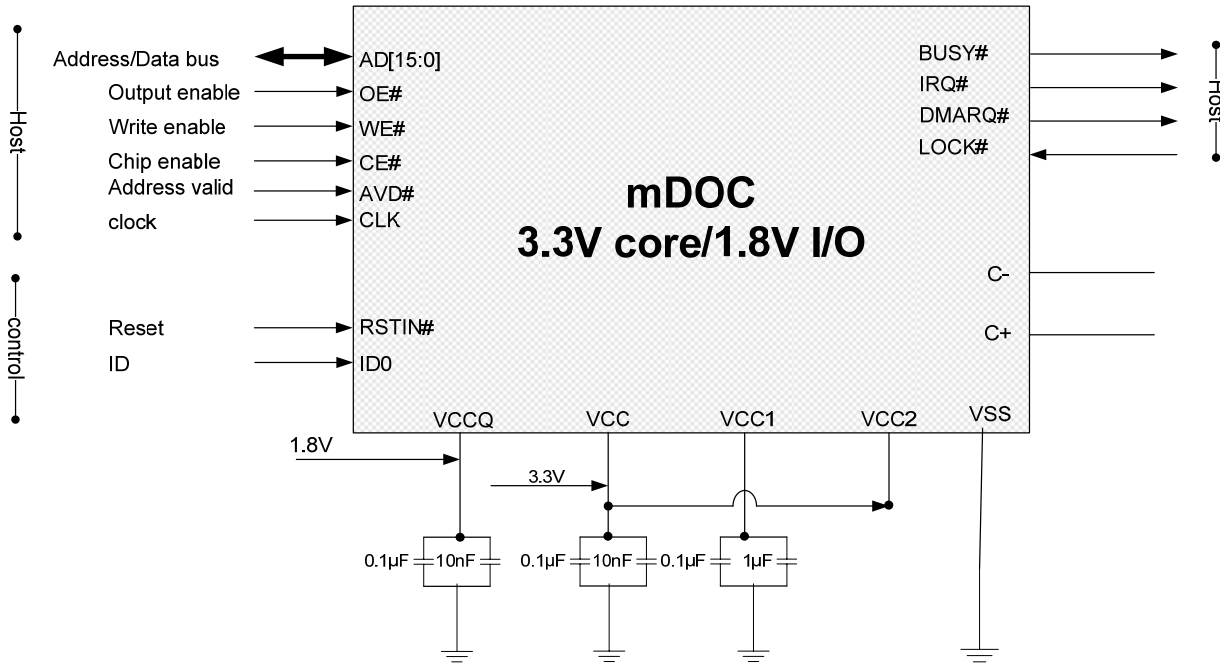 Host
Address/Data bus
Output enable
Write enable
Chip enable
Address valid
clock
AD[15:0]
OE#
WE#
CE#
AVD#
CLK
BUSY#
IRQ#
DMARQ#
LOCK#
Host
mDOC
3.3V core/1.8V I/O
C-
C+
control
Reset
ID
RSTIN#
ID0
VCCQ
VCC
VCC1
VCC2
VSS
1.8V
3.3V
0.1µF
10nF
0.1µF
10nF
0.1µF
1µF